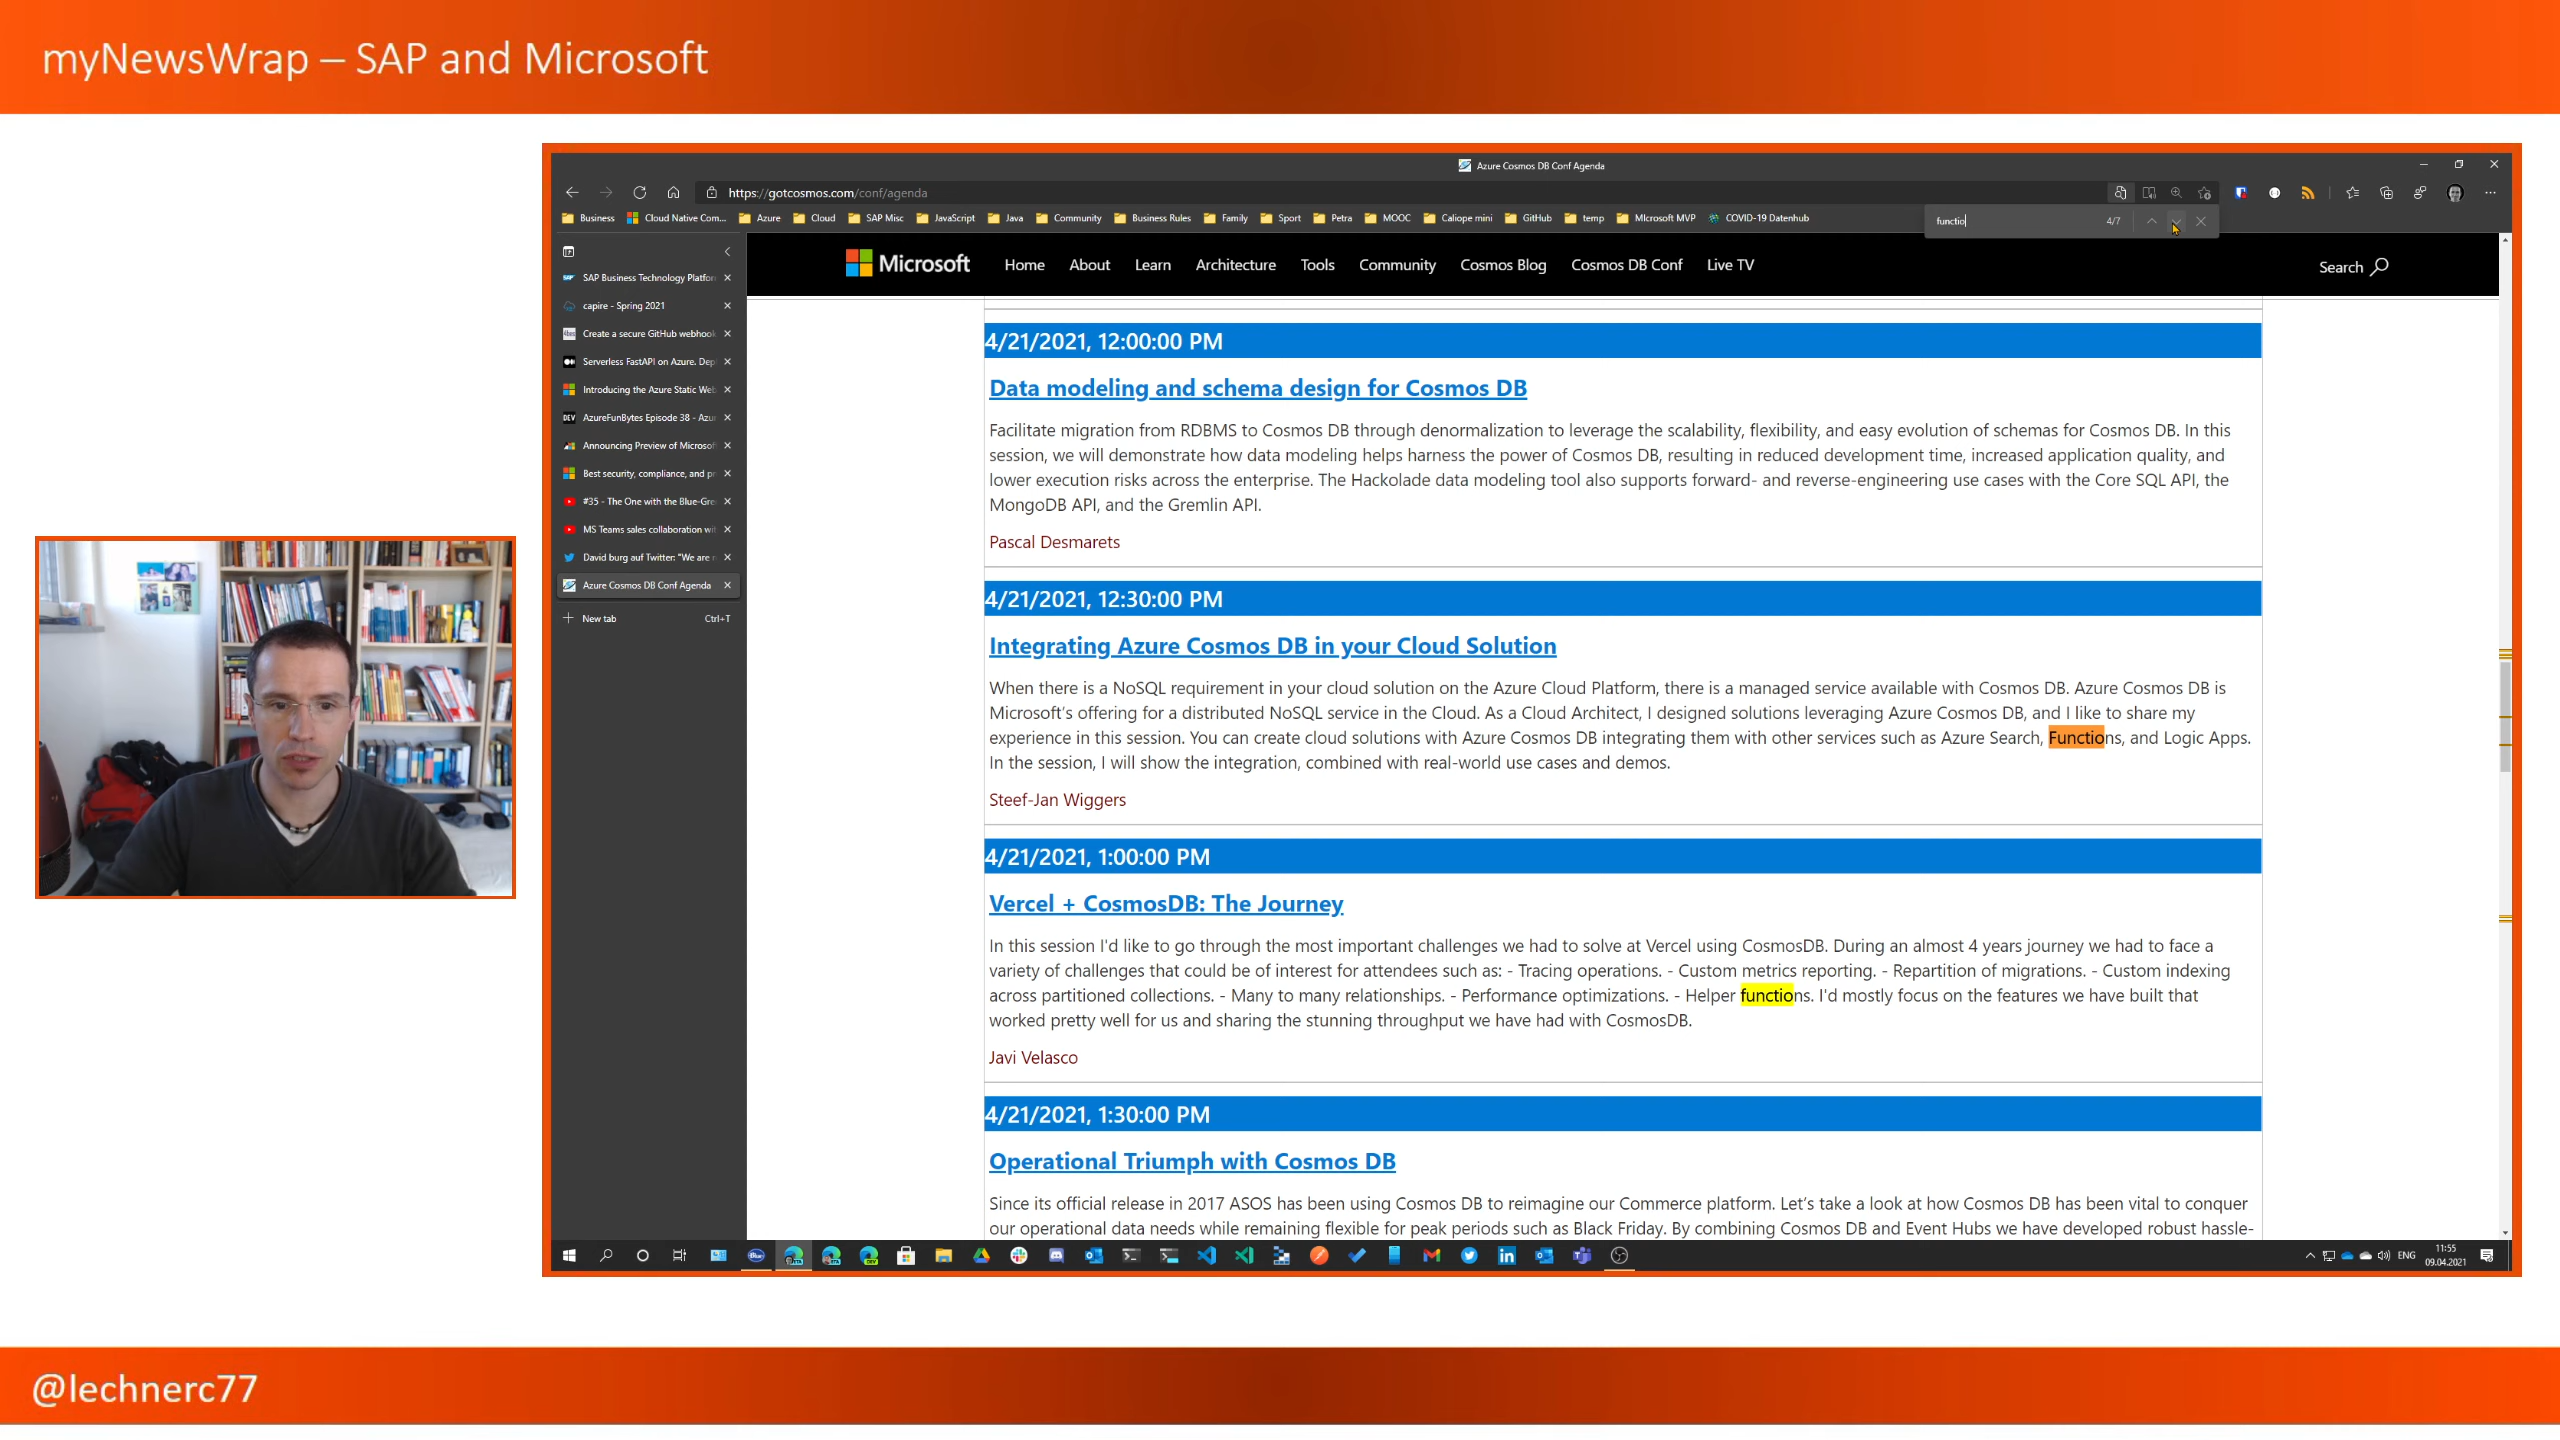 myNewsWrap – SAP and Microsoft
Azure Cosmos DB Conf Agenda
https://gotcosmos.com/conf/agenda
Business Cloud Native Com... Azure Cloud SAP Misc JavaScript Java Community Business Rules Family Sport Petra MOOC Caliope mini GitHub temp MIcrosoft MVP COVID-19 Datenhub
functio 4/7
SAP Business Technology Platfor
capire - Spring 2021
Create a secure GitHub webhook
Serverless FastAPI on Azure. Dep
Introducing the Azure Static Web
AzureFunBytes Episode 38 - Azu
Announcing Preview of Microsof
Best security, compliance, and pr
#35 - The One with the Blue-Gre
MS Teams sales collaboration wi
David burg auf Twitter: "We are
Azure Cosmos DB Conf Agenda
New tab Ctrl+T
Microsoft Home About Learn Architecture Tools Community Cosmos Blog Cosmos DB Conf Live TV Search
4/21/2021, 12:00:00 PM
Data modeling and schema design for Cosmos DB
Facilitate migration from RDBMS to Cosmos DB through denormalization to leverage the scalability, flexibility, and easy evolution of schemas for Cosmos DB. In this
session, we will demonstrate how data modeling helps harness the power of Cosmos DB, resulting in reduced development time, increased application quality, and
lower execution risks across the enterprise. The Hackolade data modeling tool also supports forward- and reverse-engineering use cases with the Core SQL API, the
MongoDB API, and the Gremlin API.
Pascal Desmarets
4/21/2021, 12:30:00 PM
Integrating Azure Cosmos DB in your Cloud Solution
When there is a NoSQL requirement in your cloud solution on the Azure Cloud Platform, there is a managed service available with Cosmos DB. Azure Cosmos DB is
Microsoft's offering for a distributed NoSQL service in the Cloud. As a Cloud Architect, I designed solutions leveraging Azure Cosmos DB, and I like to share my
experience in this session. You can create cloud solutions with Azure Cosmos DB integrating them with other services such as Azure Search, Functions, and Logic Apps.
In the session, I will show the integration, combined with real-world use cases and demos.
Steef-Jan Wiggers
4/21/2021, 1:00:00 PM
Vercel + CosmosDB: The Journey
In this session I'd like to go through the most important challenges we had to solve at Vercel using CosmosDB. During an almost 4 years journey we had to face a
variety of challenges that could be of interest for attendees such as: - Tracing operations. - Custom metrics reporting. - Repartition of migrations. - Custom indexing
across partitioned collections. - Many to many relationships. - Performance optimizations. - Helper functions. I'd mostly focus on the features we have built that
worked pretty well for us and sharing the stunning throughput we have had with CosmosDB.
Javi Velasco
4/21/2021, 1:30:00 PM
Operational Triumph with Cosmos DB
Since its official release in 2017 ASOS has been using Cosmos DB to reimagine our Commerce platform. Let's take a look at how Cosmos DB has been vital to conquer
our operational data needs while remaining flexible for peak periods such as Black Friday. By combining Cosmos DB and Event Hubs we have developed robust hassle-
ENG 11:55
09.04.2021
@lechnerc77